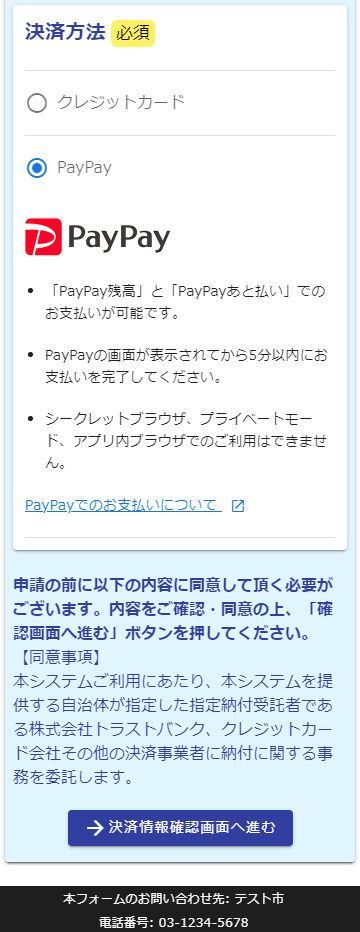 決済方法 必須
クレジットカード
PayPay
PayPay
「PayPay残高」と「PayPayあと払い」での
お支払いが可能です。
PayPayの画面が表示されてから5分以内にお
支払いを完了してください。
シークレットブラウザ、プライベートモー
ド、アプリ内ブラウザでのご利用はできませ
ん。
PayPayでのお支払いについて
申請の前に以下の内容に同意して頂く必要が
ございます。内容をご確認・同意の上、「確
認画面へ進む」ボタンを押してください。
【同意事項】
本システムご利用にあたり、本システムを提
供する自治体が指定した指定納付受託者であ
る株式会社トラストバンク、クレジットカー
ド会社その他の決済事業者に納付に関する事
務を委託します。
→決済情報確認画面へ進む
本フォームのお問い合わせ先: テスト市
電話番号: 03-1234-5678